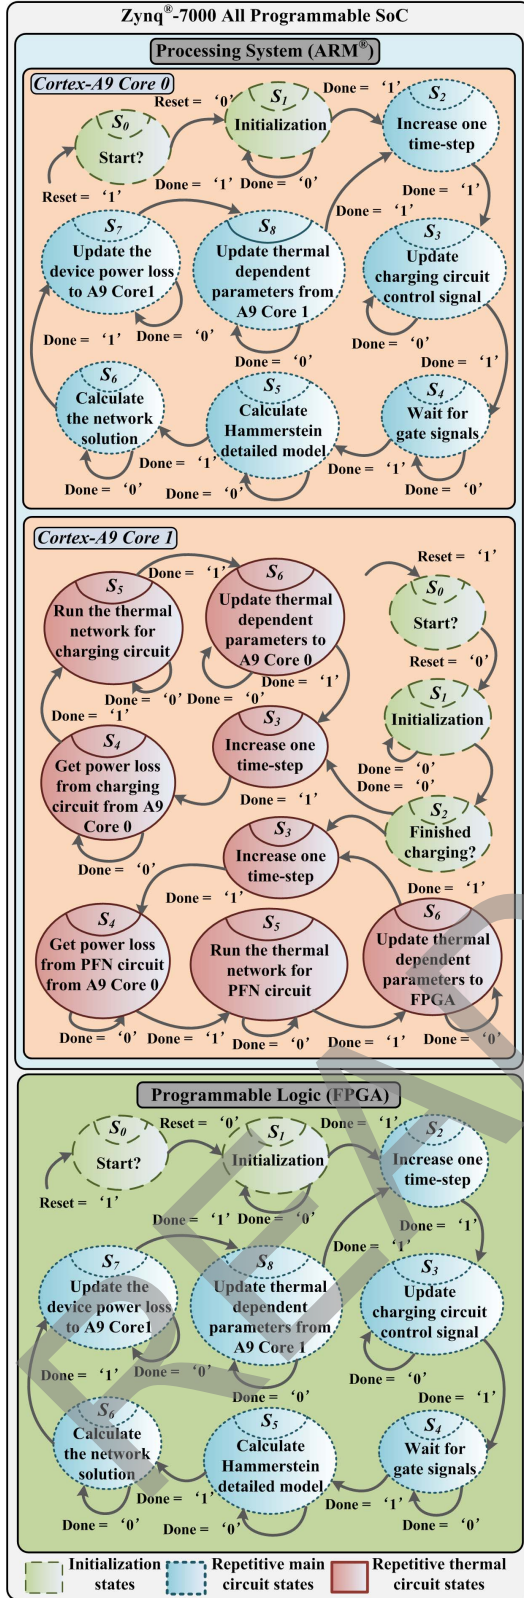 Zynq®-7000 All Programmable SoC
Processing System (ARM®)
Cortex-A9 Core 0
S0
Start?
Reset = '1'
Reset = '0'
S1
Initialization
Done = '0'
Done = '1'
S2
Increase one
time-step
Done = '1'
S3
Update
charging circuit
control signal
Done = '0'
Done = '1'
S4
Wait for
gate signals
Done = '0'
Done = '1'
S5
Calculate
Hammerstein
detailed model
Done = '0'
Done = '1'
S6
Calculate
the network
solution
Done = '0'
Done = '1'
S7
Update the
device power loss
to A9 Core1
Done = '0'
Done = '1'
S8
Update thermal
dependent
parameters from
A9 Core 1
Done = '0'
Done = '1'
Cortex-A9 Core 1
Reset = '1'
S0
Start?
Reset = '0'
S1
Initialization
Done = '0'
Done = '0'
S2
Finished
charging?
Done = '1'
S3
Increase one
time-step
Done = '1'
S4
Get power loss
from charging
circuit from A9
Core 0
Done = '0'
Done = '1'
S5
Run the thermal
network for
charging circuit
Done = '0'
Done = '1'
S6
Update thermal
dependent
parameters to
A9 Core 0
Done = '0'
Done = '1'
S3
Increase one
time-step
Done = '1'
S4
Get power loss
from PFN circuit
from A9 Core 0
Done = '0'
Done = '1'
S5
Run the thermal
network for
PFN circuit
Done = '0'
Done = '1'
S6
Update thermal
dependent
parameters to
FPGA
Done = '0'
Programmable Logic (FPGA)
S0
Start?
Reset = '1'
Reset = '0'
S1
Initialization
Done = '0'
Done = '1'
S2
Increase one
time-step
Done = '1'
S3
Update
charging circuit
control signal
Done = '0'
Done = '1'
S4
Wait for
gate signals
Done = '0'
Done = '1'
S5
Calculate
Hammerstein
detailed model
Done = '0'
Done = '1'
S6
Calculate
the network
solution
Done = '0'
Done = '1'
S7
Update the
device power loss
to A9 Core1
Done = '0'
Done = '1'
S8
Update thermal
dependent
parameters from
A9 Core 1
Done = '0'
Done = '1'
Initialization
states
Repetitive main
circuit states
Repetitive thermal
circuit states